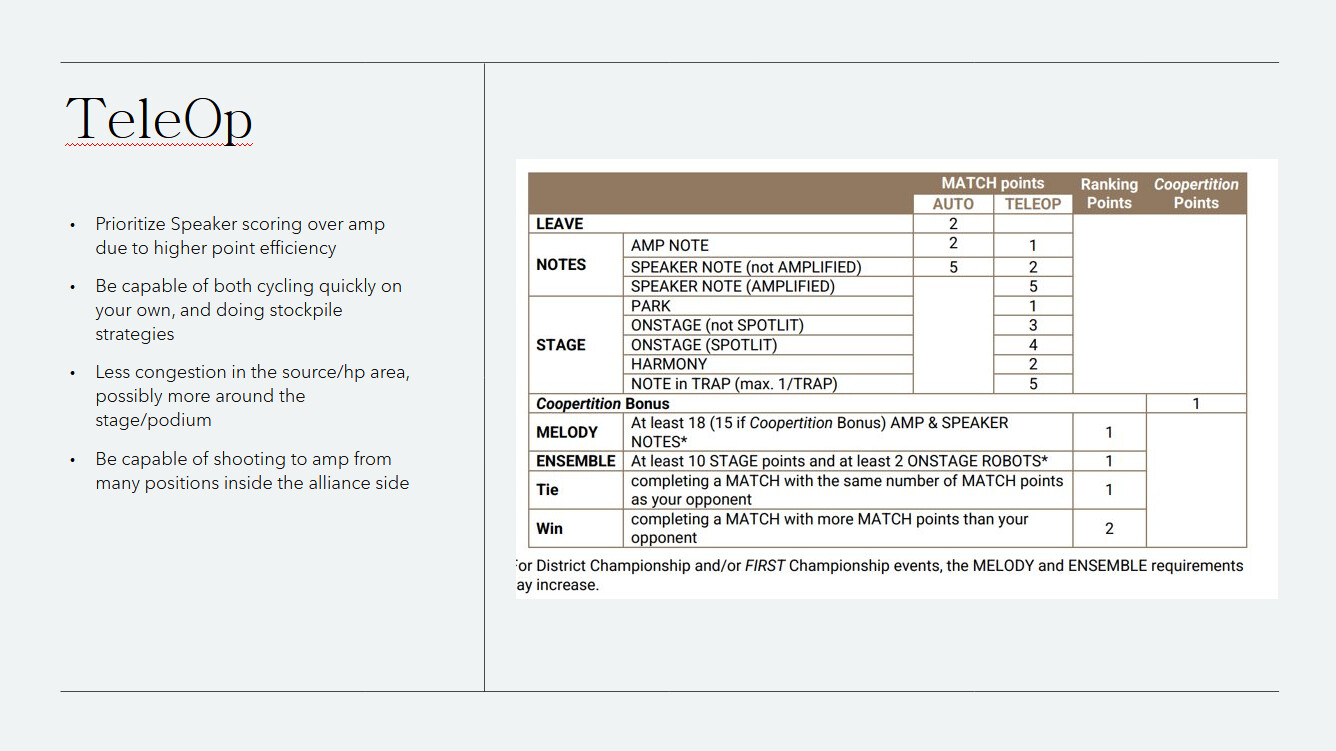 TeleOp
• Prioritize Speaker scoring over amp
due to higher point efficiency
• Be capable of both cycling quickly on
your own, and doing stockpile
strategies
• Less congestion in the source/hp area,
possibly more around the
stage/podium
• Be capable of shooting to amp from
many positions inside the alliance side
MATCH points Ranking Points Coopertition Points
AUTO TELEOP
LEAVE 2
NOTES
AMP NOTE 2 1
SPEAKER NOTE (not AMPLIFIED) 5 2
SPEAKER NOTE (AMPLIFIED) 5
STAGE
PARK 1
ONSTAGE (not SPOTLIT) 3
ONSTAGE (SPOTLIT) 4
HARMONY 2
NOTE in TRAP (max. 1/TRAP) 5
Coopertition Bonus 1
MELODY At least 18 (15 if Coopertition Bonus) AMP & SPEAKER
NOTES* 1
ENSEMBLE At least 10 STAGE points and at least 2 ONSTAGE ROBOTS* 1
Tie completing a MATCH with the same number of MATCH points
as your opponent 1
Win completing a MATCH with more MATCH points than your
opponent 2
or District Championship and/or FIRST Championship events, the MELODY and ENSEMBLE requirements
ay increase.